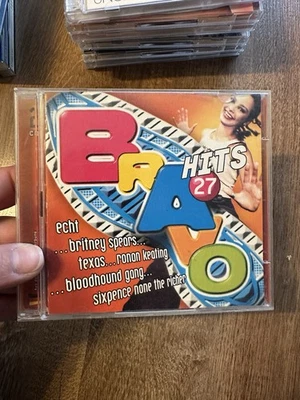 BRAVO
HITS
27
echt
...britney spears...
texas...ronan keating
...bloodhound gang...
sixpence none the richer